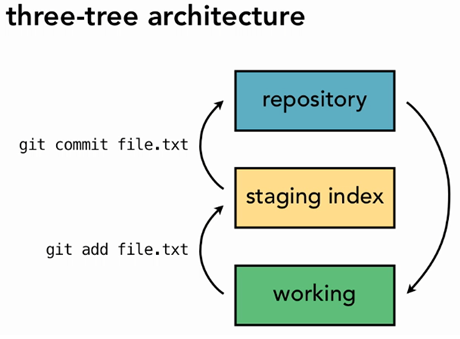 three-tree architecture
repository
git commit file.txt
staging index
git add file.txt
working